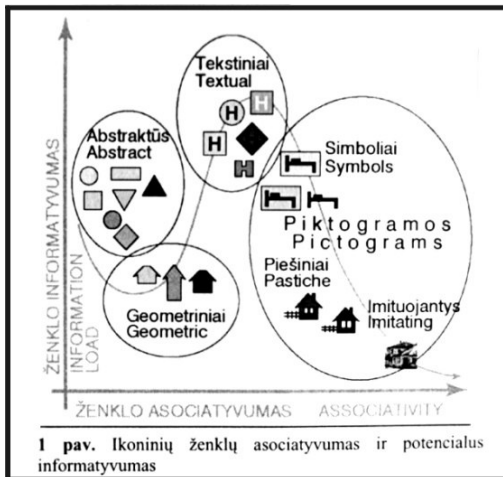 Tekstiniai
Textual
H
H
H
H
Abstraktūs
Abstract
Simboliai
Symbols
Piktogramos
Pictograms
Piešiniai
Pastiche
Imituojantys
Imitating
Geometriniai
Geometric
ŽENKLO INFORMATYVUMAS
INFORMATION
LOAD
ŽENKLO ASOCIATYVUMAS ASSOCIATIVITY
1 pav. Ikoninių ženklų asociatyvumas ir potencialus
informatyvumas